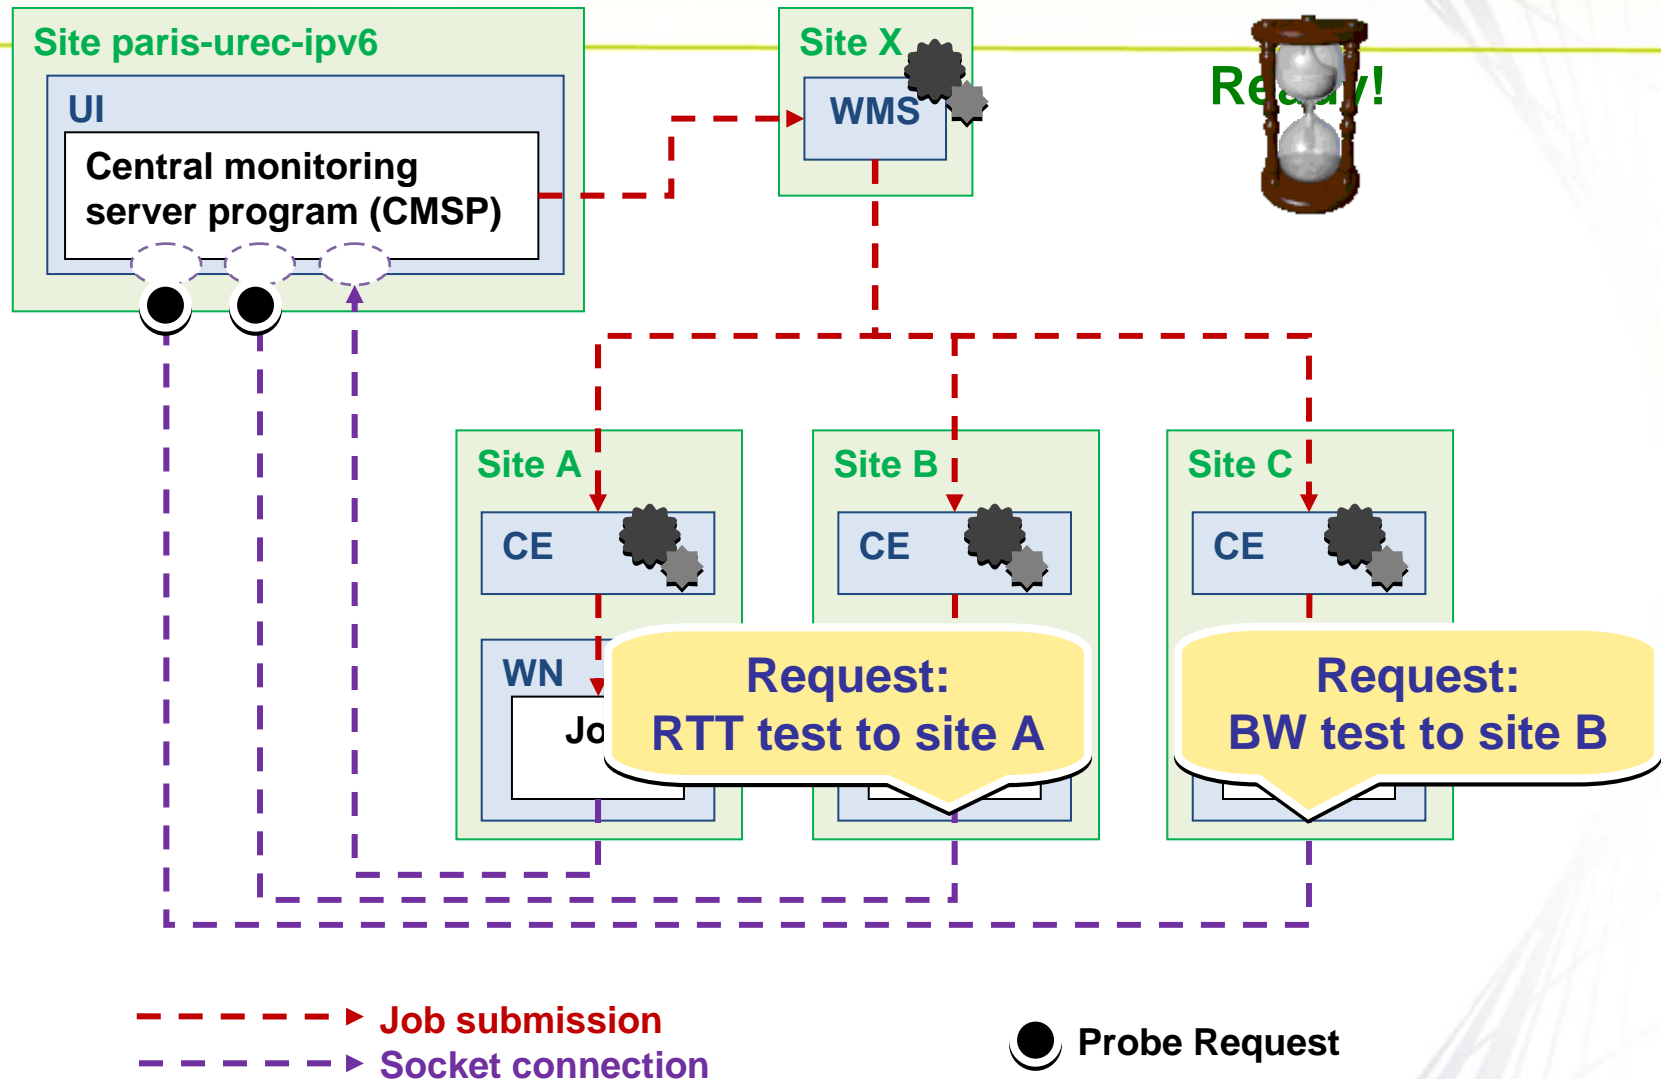 Site paris-urec-ipv6
Site X
Ready!
UI
WMS
Central monitoring
server program (CMSP)
Site A
Site B
Site C
CE
CE
CE
WN
Request:
RTT test to site A
Request:
BW test to site B
Job submission
Socket connection
Probe Request